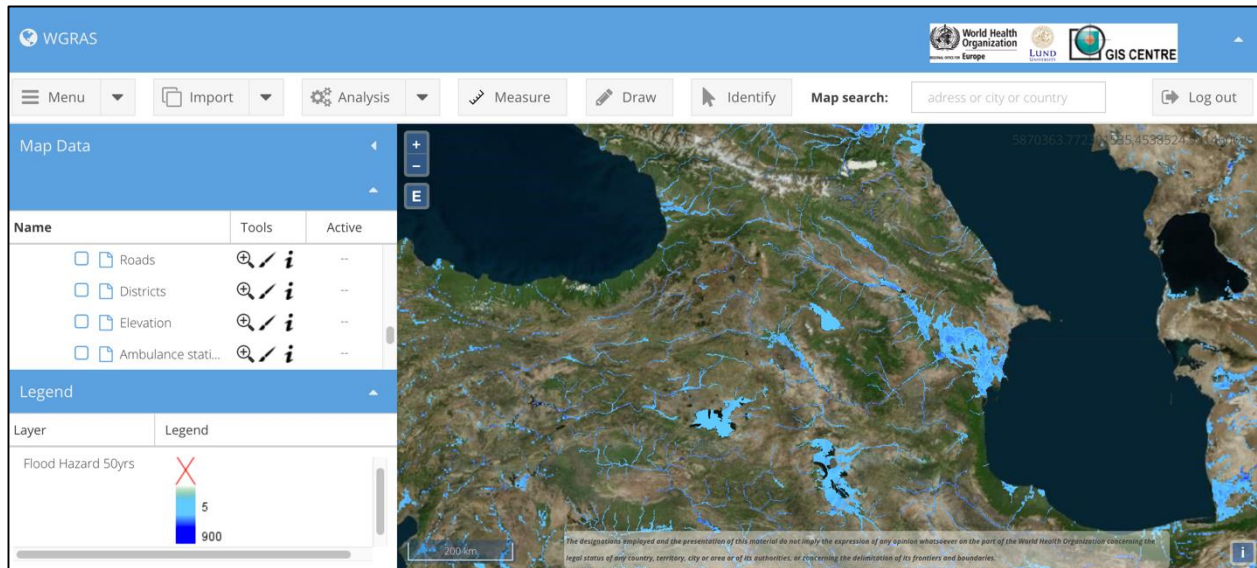 WGRAS
World Health
Organization
REGIONAL OFFICE FOR Europe
LUND
UNIVERSITY
GIS CENTRE
Menu
Import
Analysis
Measure
Draw
Identify
Map search:
adress or city or country
Log out
Map Data
+
−
E
Name Tools Active
Roads --
Districts --
Elevation --
Ambulance stati... --
Legend
Layer Legend
Flood Hazard 50yrs
5
900
200 km
The designations employed and the presentation of this material do not imply the expression of any opinion whatsoever on the part of the World Health Organization concerning the
legal status of any country, territory, city or area or of its authorities, or concerning the delimitation of its frontiers and boundaries.
i